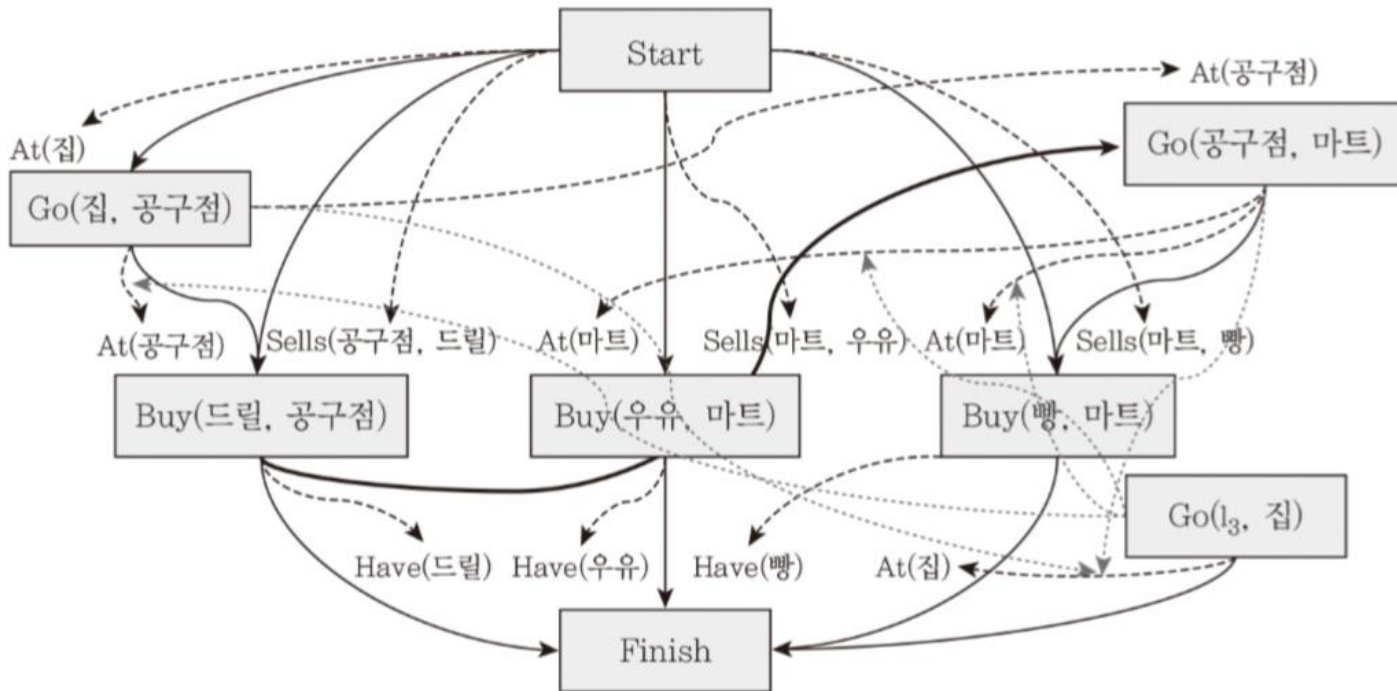 Start
At(공구점)
At(집)
Go(공구점, 마트)
Go(집, 공구점)
At(공구점)
Sells(공구점, 드릴)
At(마트)
Sells(마트, 우유)
At(마트)
Sells(마트, 빵)
Buy(드릴, 공구점)
Buy(우유, 마트)
Buy(빵, 마트)
Go(l₃, 집)
Have(드릴)
Have(우유)
Have(빵)
At(집)
Finish